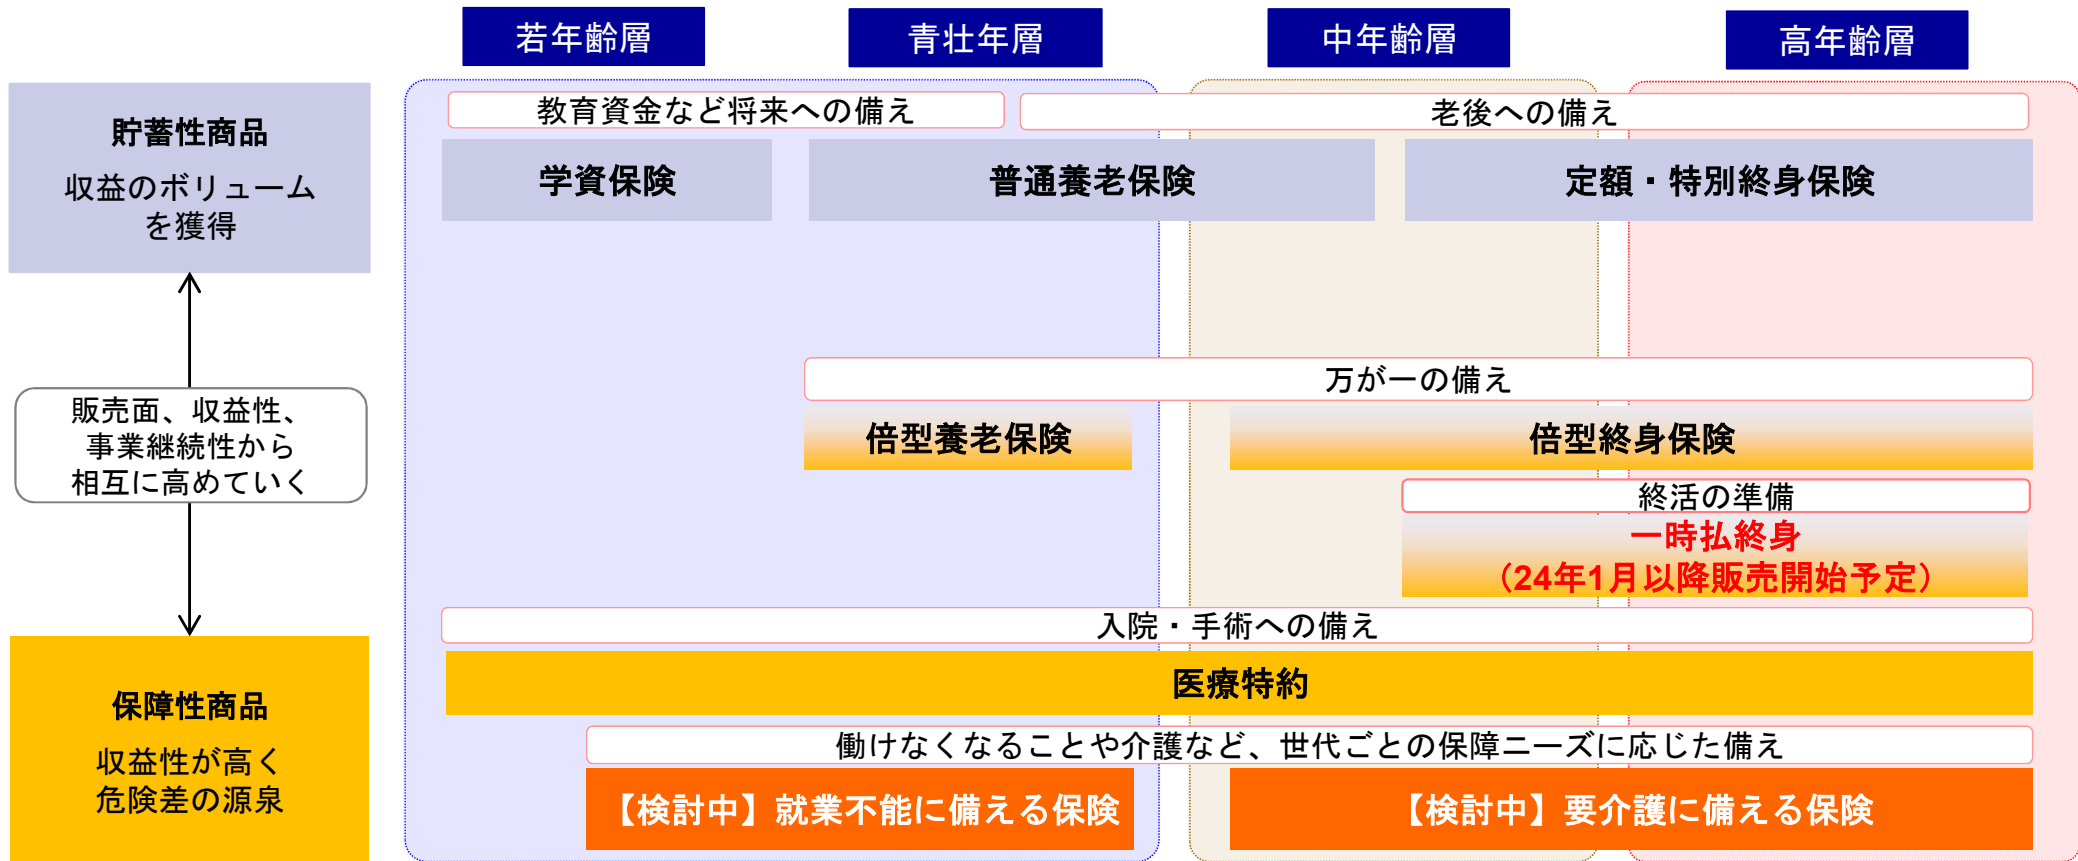 若年齢層
青壮年層
中年齢層
高年齢層
貯蓄性商品
収益のボリューム
を獲得
教育資金など将来への備え
老後への備え
学資保険
普通養老保険
定額・特別終身保険
販売面、収益性、
事業継続性から
相互に高めていく
万が一の備え
倍型養老保険
倍型終身保険
終活の準備
一時払終身
（24年1月以降販売開始予定）
入院・手術への備え
医療特約
保障性商品
収益性が高く
危険差の源泉
働けなくなることや介護など、世代ごとの保障ニーズに応じた備え
【検討中】就業不能に備える保険
【検討中】要介護に備える保険